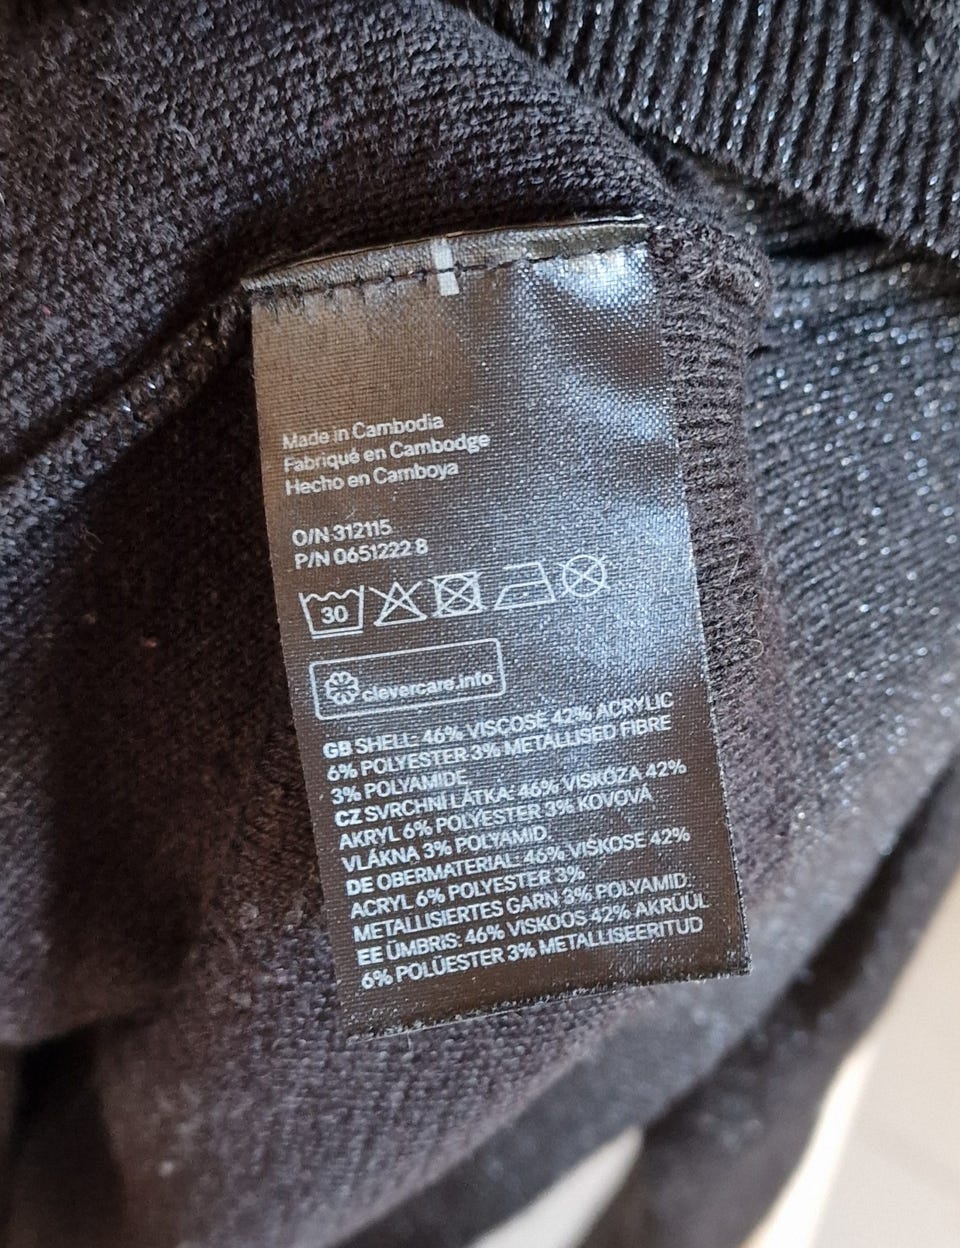 Made in Cambodia
Fabriqué en Cambodge
Hecho en Camboya
O/N 312115
P/N 0651222 8
30
clevercare.info
GB SHELL: 46% VISCOSE 42% ACRYLIC
6% POLYESTER 3% METALLISED FIBRE
3% POLYAMIDE
CZ SVRCHNÍ LÁTKA: 46% VISKÓZA 42%
AKRYL 6% POLYESTER 3% KOVOVÁ
VLÁKNA 3% POLYAMID.
DE OBERMATERIAL: 46% VISKOSE 42%
ACRYL 6% POLYESTER 3%
METALLISIERTES GARN 3% POLYAMID.
EE ÜMBRIS: 46% VISKOOS 42% AKRÜÜL
6% POLÜESTER 3% METALLISEERITUD